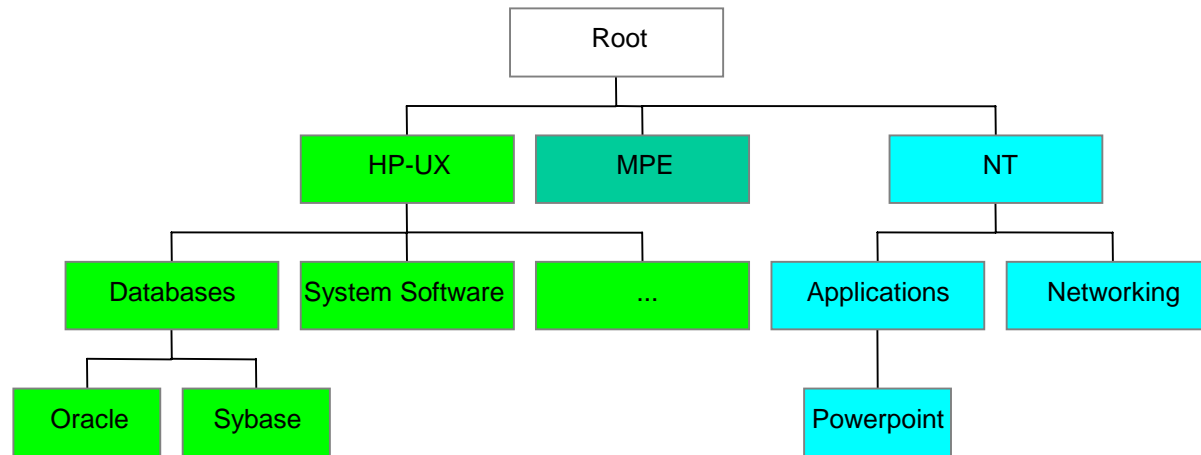 Root
HP-UX
MPE
NT
Databases
System Software
...
Applications
Networking
Oracle
Sybase
Powerpoint